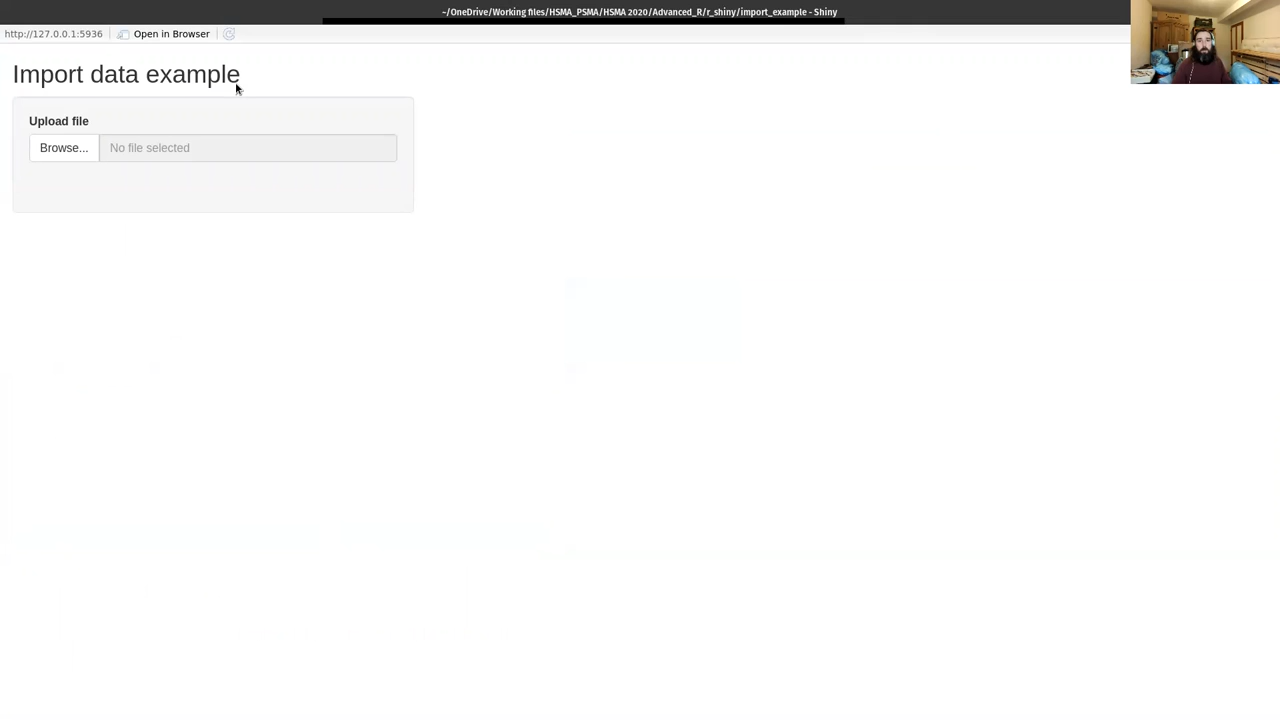 ~/OneDrive/Working files/HSMA_PSMA/HSMA 2020/Advanced_R/r_shiny/import_example - Shiny
http://127.0.0.1:5936
Open in Browser
Import data example
Upload file
Browse...
No file selected